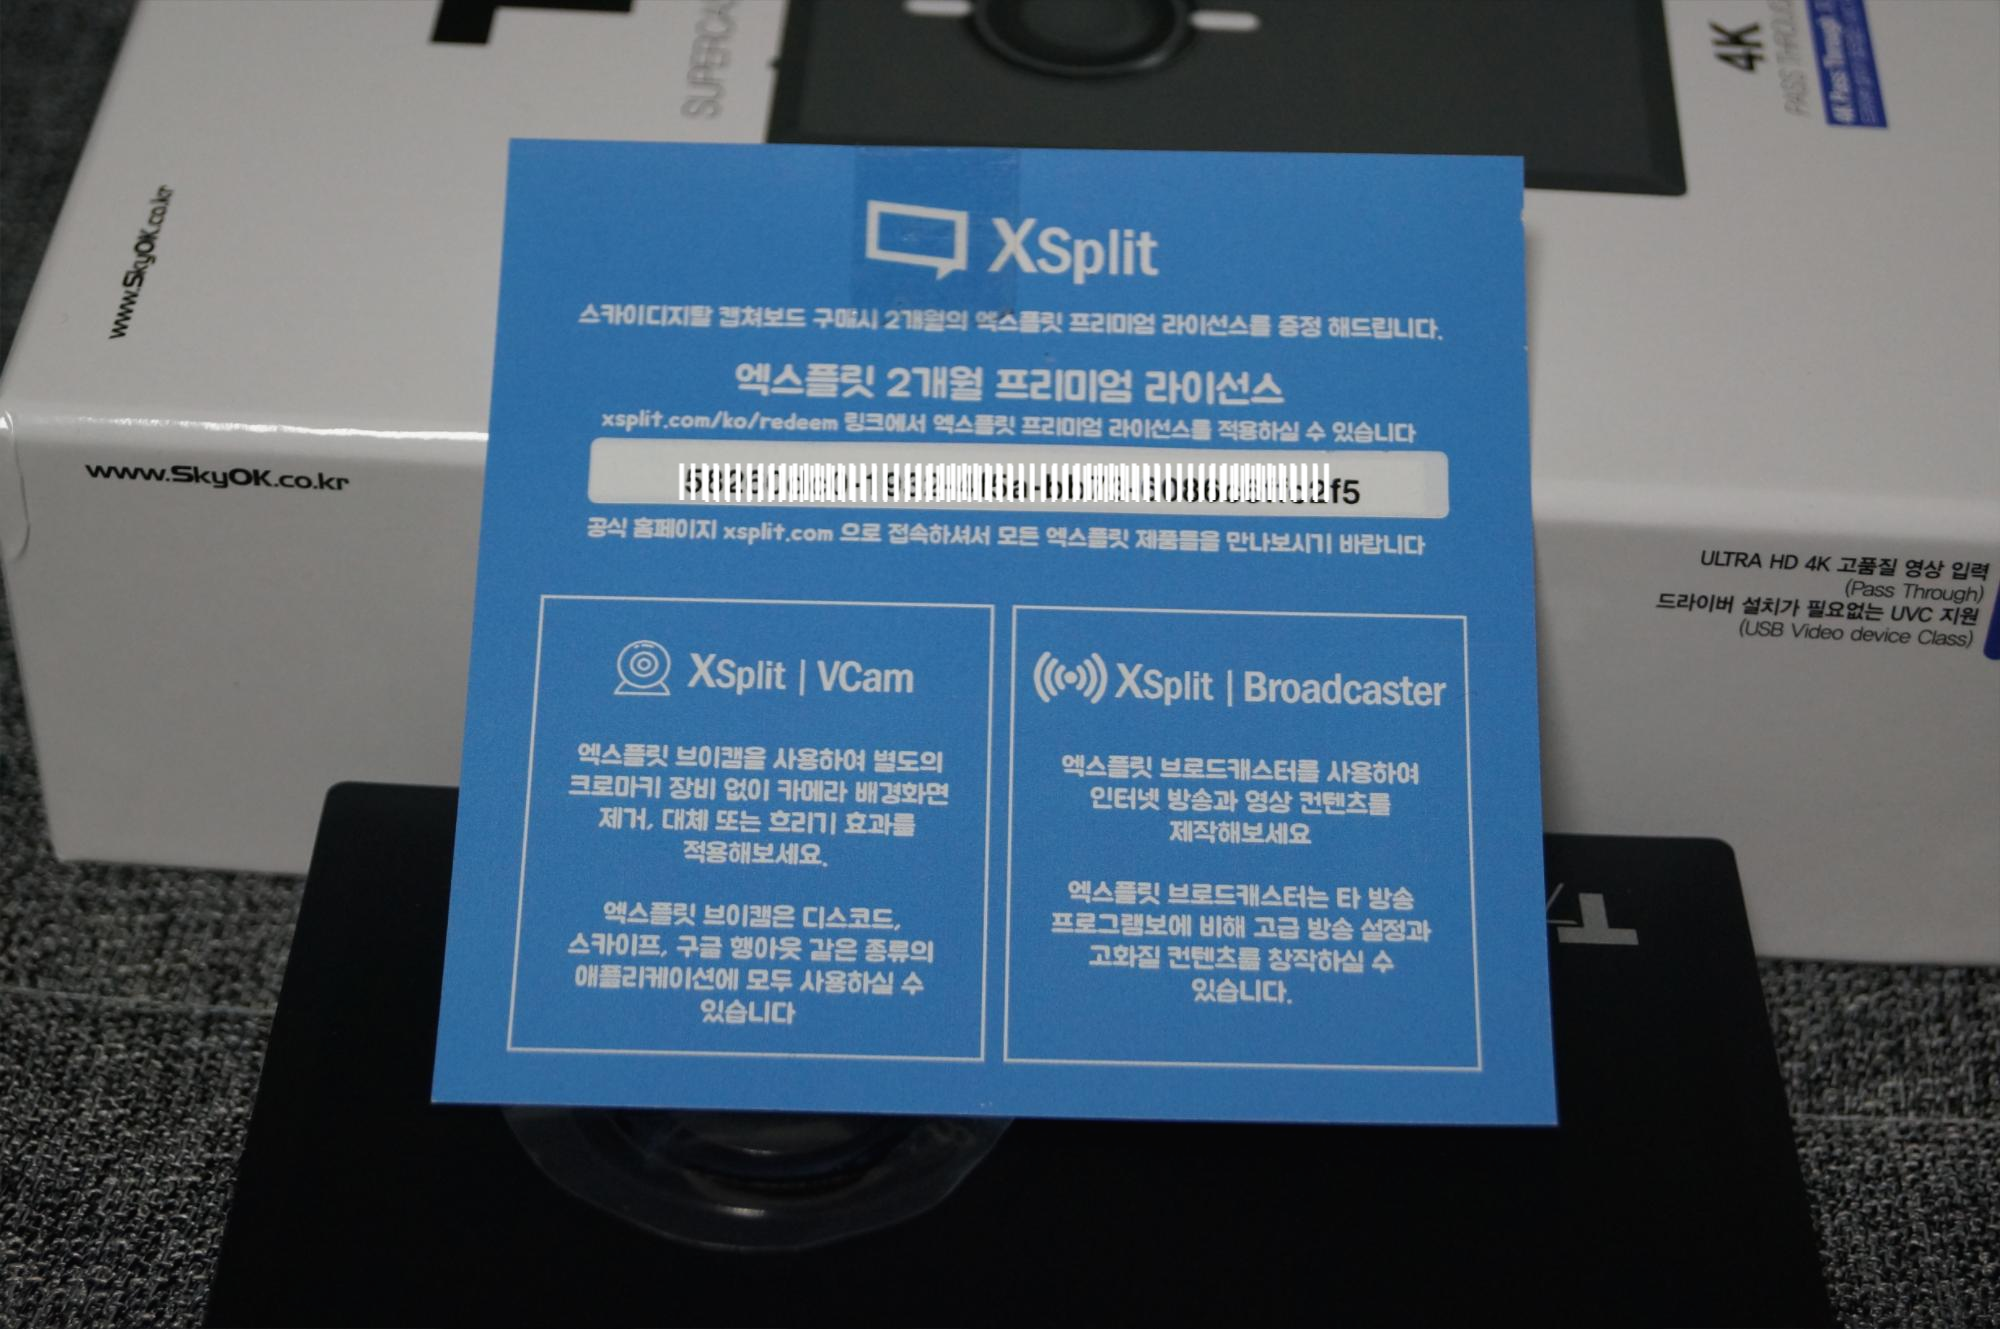 SUPERCA
4K
PASS THROUG
4K Pass Through
www.SkyOK.co.kr
www.SkyOK.co.kr
XSplit
스카이디지탈 캡쳐보드 구매시 2개월의 엑스플릿 프리미엄 라이선스를 증정 해드립니다.
엑스플릿 2개월 프리미엄 라이선스
xsplit.com/ko/redeem 링크에서 엑스플릿 프리미엄 라이선스를 적용하실 수 있습니다
공식 홈페이지 xsplit.com 으로 접속하셔서 모든 엑스플릿 제품들을 만나보시기 바랍니다
XSplit | VCam
엑스플릿 브이캠을 사용하여 별도의
크로마키 장비 없이 카메라 배경화면
제거, 대체 또는 흐리기 효과를
적용해보세요.
엑스플릿 브이캠은 디스코드,
스카이프, 구글 행아웃 같은 종류의
애플리케이션에 모두 사용하실 수
있습니다
XSplit | Broadcaster
엑스플릿 브로드캐스터를 사용하여
인터넷 방송과 영상 컨텐츠를
제작해보세요
엑스플릿 브로드캐스터는 타 방송
프로그램보에 비해 고급 방송 설정과
고화질 컨텐츠를 창작하실 수
있습니다.
ULTRA HD 4K 고품질 영상 입력
(Pass Through)
드라이버 설치가 필요없는 UVC 지원
(USB Video device Class)